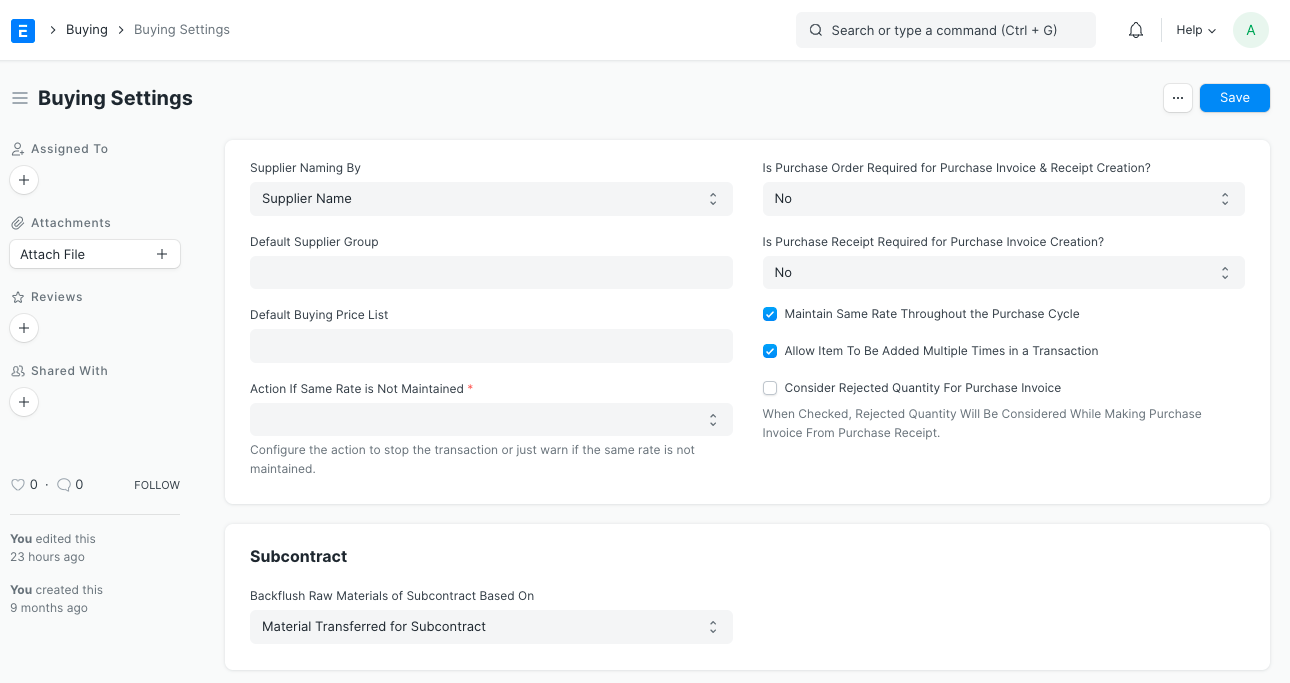 E
Buying
Buying Settings
Search or type a command (Ctrl + G)
Help
A
Buying Settings
Save
Assigned To
Attachments
Attach File
Reviews
Shared With
0 · 0 FOLLOW
You edited this
23 hours ago
You created this
9 months ago
Supplier Naming By
Supplier Name
Default Supplier Group
Default Buying Price List
Action If Same Rate is Not Maintained *
Configure the action to stop the transaction or just warn if the same rate is not
maintained.
Is Purchase Order Required for Purchase Invoice & Receipt Creation?
No
Is Purchase Receipt Required for Purchase Invoice Creation?
No
Maintain Same Rate Throughout the Purchase Cycle
Allow Item To Be Added Multiple Times in a Transaction
Consider Rejected Quantity For Purchase Invoice
When Checked, Rejected Quantity Will Be Considered While Making Purchase
Invoice From Purchase Receipt.
Subcontract
Backflush Raw Materials of Subcontract Based On
Material Transferred for Subcontract